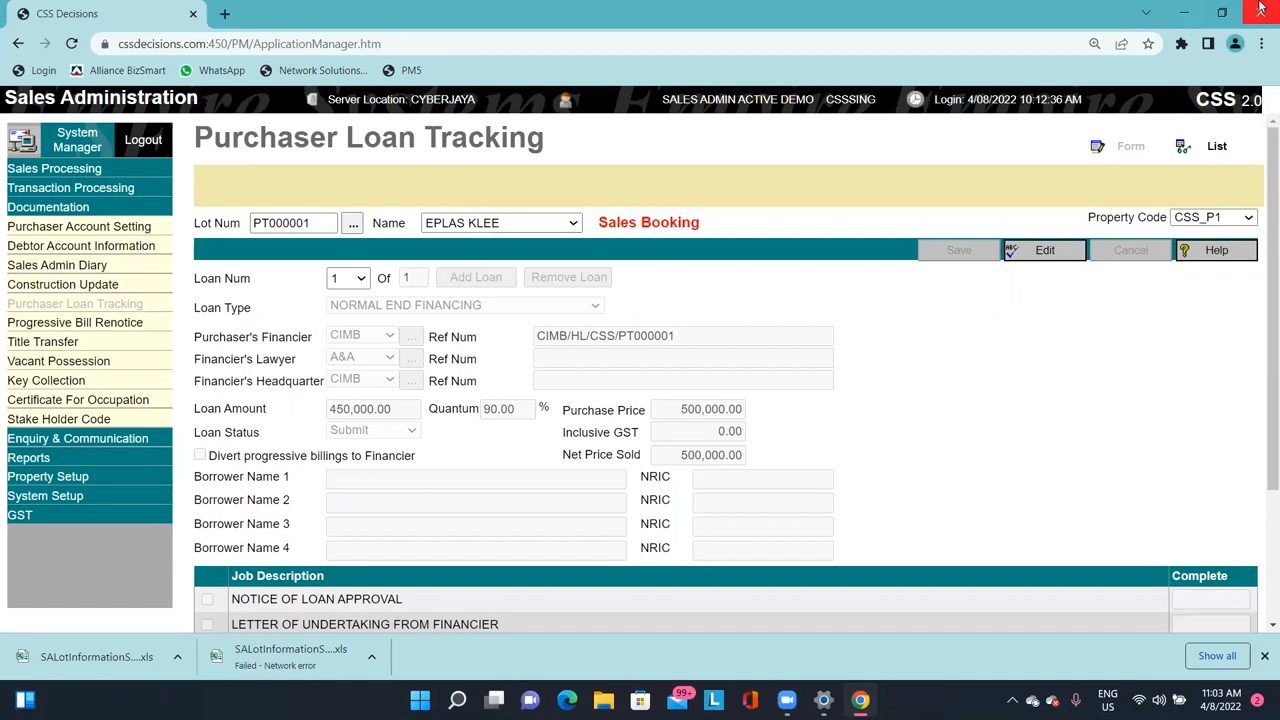 CSS Decisions
cssdecisions.com:450/PM/ApplicationManager.htm
Login Alliance BizSmart WhatsApp Network Solutions... PM5
Sales Administration Server Location: CYBERJAYA SALES ADMIN ACTIVE DEMO CSSSING Login: 4/08/2022 10:12:36 AM CSS 2.0
System Manager Logout
Sales Processing
Transaction Processing
Documentation
Purchaser Account Setting
Debtor Account Information
Sales Admin Diary
Construction Update
Purchaser Loan Tracking
Progressive Bill Renotice
Title Transfer
Vacant Possession
Key Collection
Certificate For Occupation
Stake Holder Code
Enquiry & Communication
Reports
Property Setup
System Setup
GST
Purchaser Loan Tracking
Form List
Lot Num PT000001 ... Name EPLAS KLEE Sales Booking Property Code CSS_P1
Save Edit Cancel Help
Loan Num 1 Of 1 Add Loan Remove Loan
Loan Type NORMAL END FINANCING
Purchaser's Financier CIMB ... Ref Num CIMB/HL/CSS/PT000001
Financier's Lawyer A&A ... Ref Num
Financier's Headquarter CIMB ... Ref Num
Loan Amount 450,000.00 Quantum 90.00 % Purchase Price 500,000.00
Loan Status Submit Inclusive GST 0.00
Divert progressive billings to Financier Net Price Sold 500,000.00
Borrower Name 1 NRIC
Borrower Name 2 NRIC
Borrower Name 3 NRIC
Borrower Name 4 NRIC
Job Description Complete
NOTICE OF LOAN APPROVAL
LETTER OF UNDERTAKING FROM FINANCIER
SALotInformationS....xls
SALotInformationS....xls
Failed - Network error
Show all
99+
ENG
US
11:03 AM
4/8/2022
2